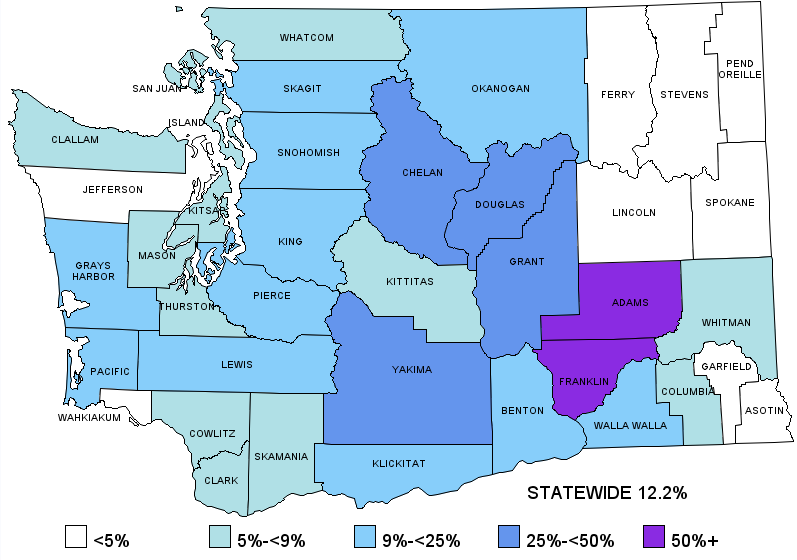 WHATCOM
SAN JUAN
SKAGIT
OKANOGAN
FERRY
STEVENS
PEND
OREILLE
ISLAND
CLALLAM
SNOHOMISH
CHELAN
JEFFERSON
KITSAP
DOUGLAS
LINCOLN
SPOKANE
KING
GRAYS
HARBOR
MASON
GRANT
KITTITAS
PIERCE
THURSTON
ADAMS
WHITMAN
PACIFIC
LEWIS
YAKIMA
FRANKLIN
GARFIELD
COLUMBIA
ASOTIN
BENTON
WAHKIAKUM
WALLA WALLA
COWLITZ
SKAMANIA
KLICKITAT
CLARK
STATEWIDE 12.2%
<5%
5%-<9%
9%-<25%
25%-<50%
50%+